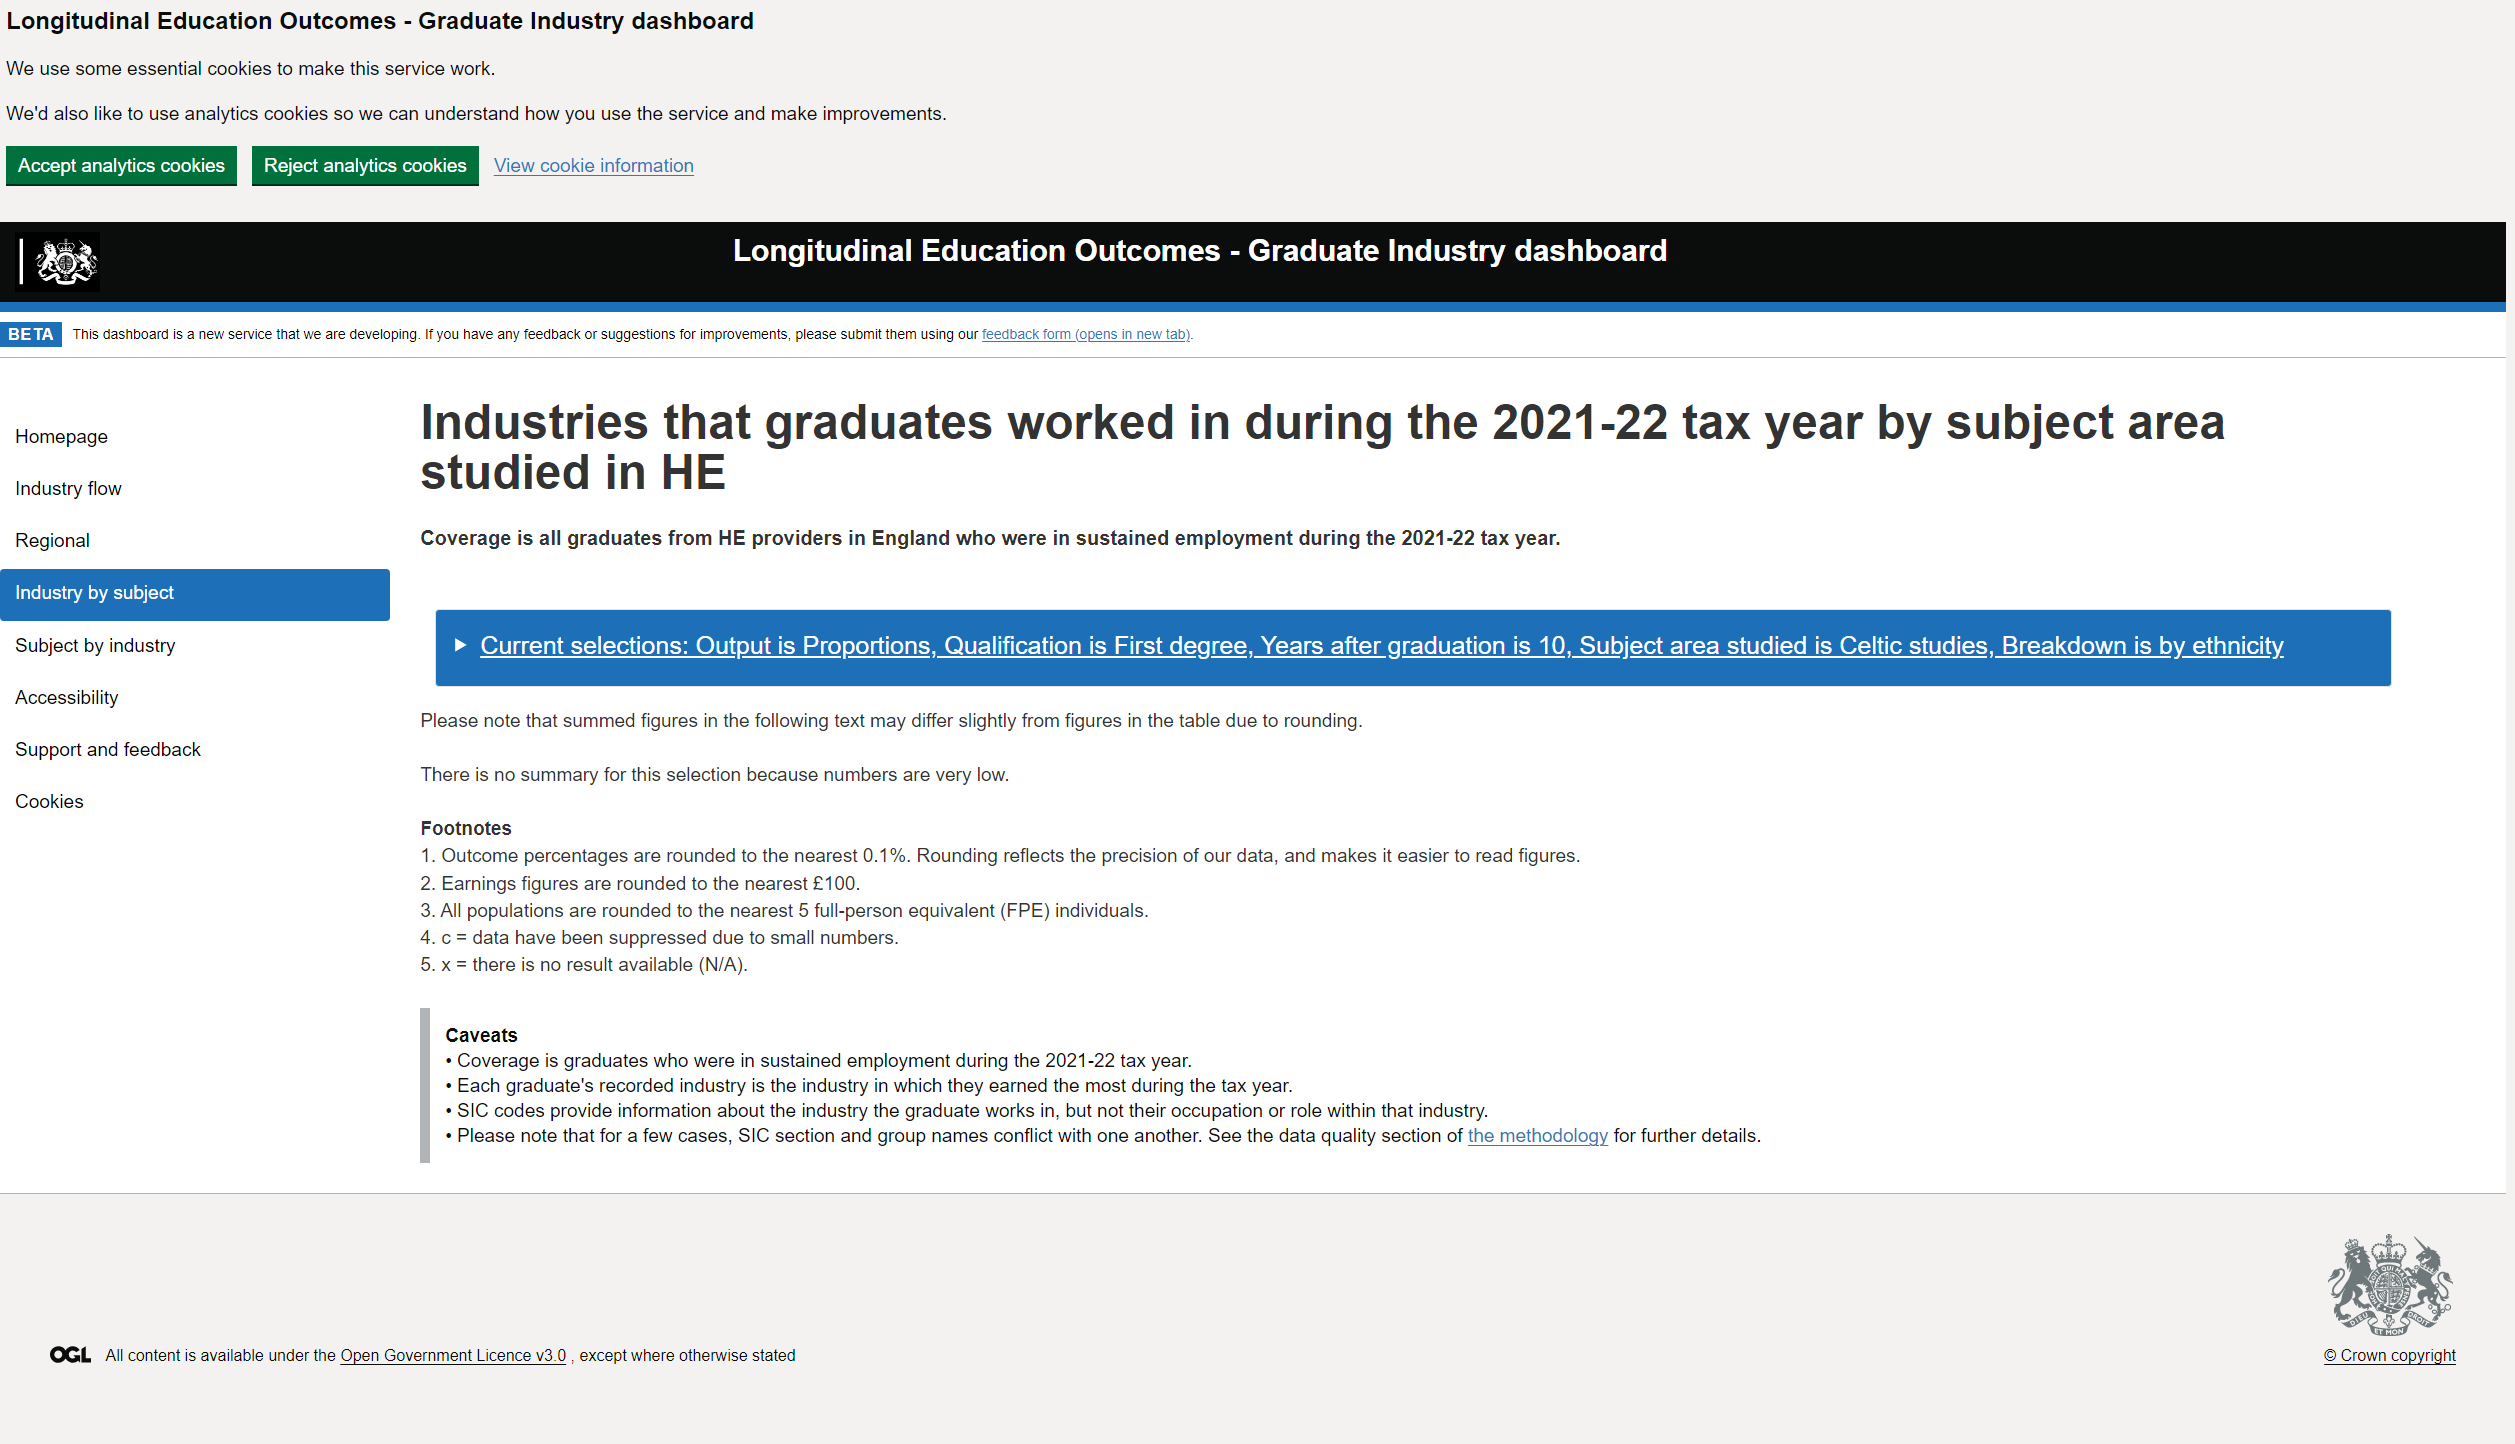 Longitudinal Education Outcomes - Graduate Industry dashboard
We use some essential cookies to make this service work.
We'd also like to use analytics cookies so we can understand how you use the service and make improvements.
Accept analytics cookies Reject analytics cookies View cookie information
Longitudinal Education Outcomes - Graduate Industry dashboard
BETA This dashboard is a new service that we are developing. If you have any feedback or suggestions for improvements, please submit them using our feedback form (opens in new tab).
Homepage
Industry flow
Regional
Industry by subject
Subject by industry
Accessibility
Support and feedback
Cookies
Industries that graduates worked in during the 2021-22 tax year by subject area
studied in HE
Coverage is all graduates from HE providers in England who were in sustained employment during the 2021-22 tax year.
Current selections: Output is Proportions, Qualification is First degree, Years after graduation is 10, Subject area studied is Celtic studies, Breakdown is by ethnicity
Please note that summed figures in the following text may differ slightly from figures in the table due to rounding.
There is no summary for this selection because numbers are very low.
Footnotes
1. Outcome percentages are rounded to the nearest 0.1%. Rounding reflects the precision of our data, and makes it easier to read figures.
2. Earnings figures are rounded to the nearest £100.
3. All populations are rounded to the nearest 5 full-person equivalent (FPE) individuals.
4. c = data have been suppressed due to small numbers.
5. x = there is no result available (N/A).
Caveats
• Coverage is graduates who were in sustained employment during the 2021-22 tax year.
• Each graduate's recorded industry is the industry in which they earned the most during the tax year.
• SIC codes provide information about the industry the graduate works in, but not their occupation or role within that industry.
• Please note that for a few cases, SIC section and group names conflict with one another. See the data quality section of the methodology for further details.
OGL All content is available under the Open Government Licence v3.0 , except where otherwise stated
© Crown copyright